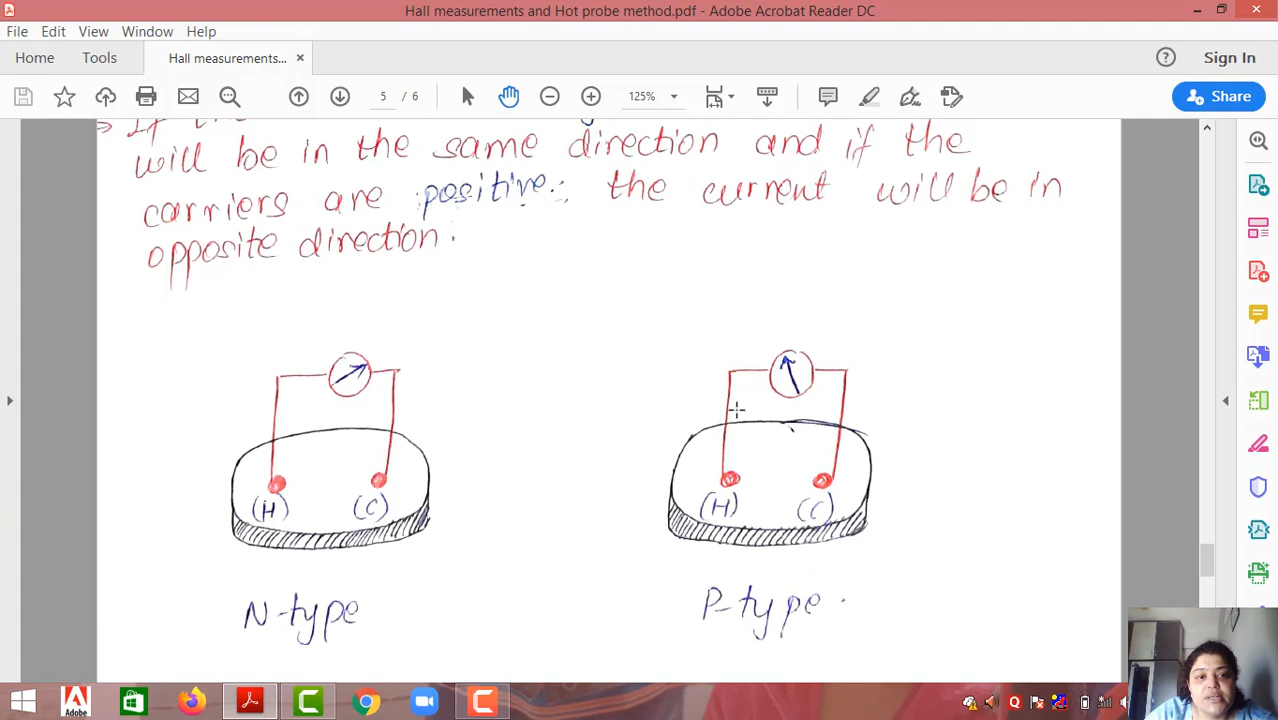 Hall measurements and Hot probe method.pdf - Adobe Acrobat Reader DC
File Edit View Window Help
Home Tools Hall measurements... ×
Sign In
5 / 6
125%
Share
will be in the same direction and if the
carriers are positive, the current will be in
opposite direction.
(H) (C)
(H) (C)
N-type
P-type
Adobe